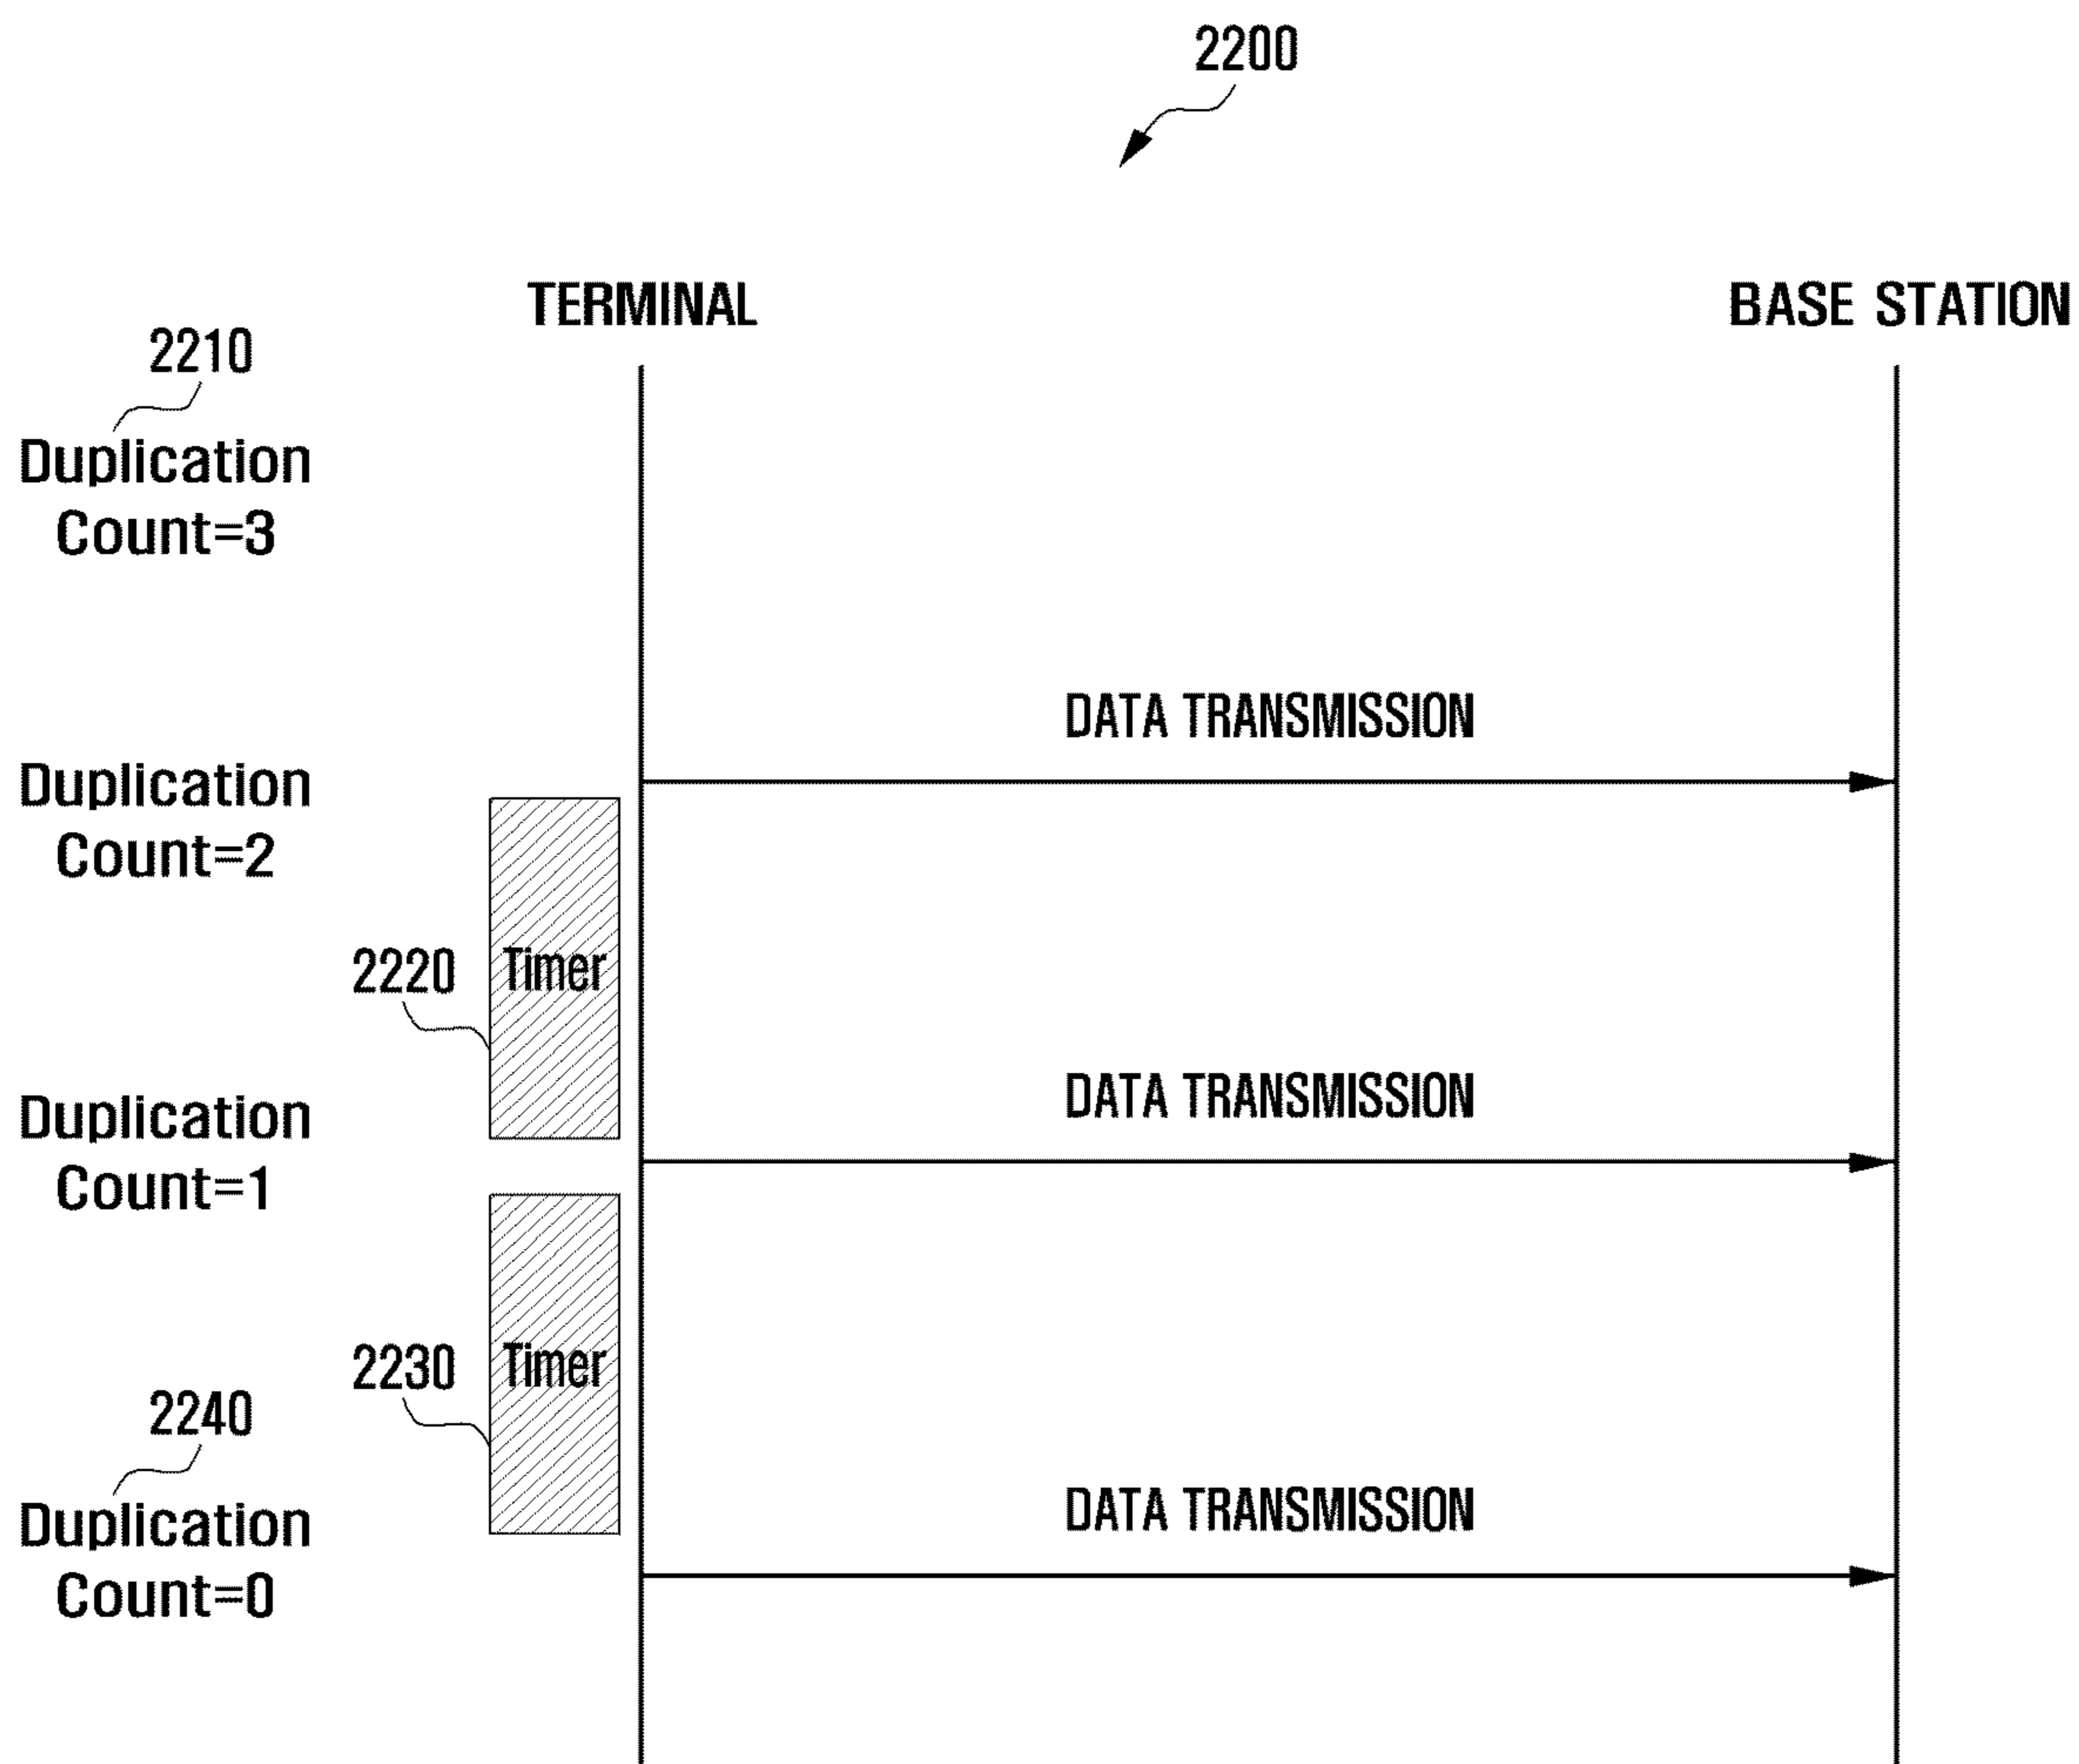 2200
TERMINAL
BASE STATION
2210
Duplication
Count=3
DATA TRANSMISSION
Duplication
Count=2
2220
Timer
DATA TRANSMISSION
Duplication
Count=1
2230
Timer
2240
DATA TRANSMISSION
Duplication
Count=0